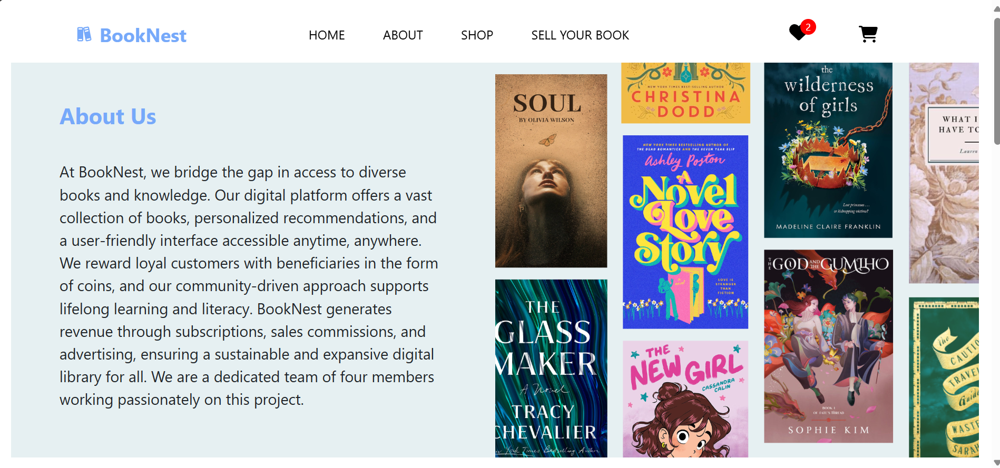 BookNest
HOME
ABOUT
SHOP
SELL YOUR BOOK
2
About Us
At BookNest, we bridge the gap in access to diverse
books and knowledge. Our digital platform offers a vast
collection of books, personalized recommendations, and
a user-friendly interface accessible anytime, anywhere.
We reward loyal customers with beneficiaries in the form
of coins, and our community-driven approach supports
lifelong learning and literacy. BookNest generates
revenue through subscriptions, sales commissions, and
advertising, ensuring a sustainable and expansive digital
library for all. We are a dedicated team of four members
working passionately on this project.
SOUL
BY OLIVIA WILSON
THE
GLASS
MAKER
A Novel
TRACY
CHEVALIER
York Times Bestselling Author
NEW YORK TIMES BEST-SELLING AUTHOR
CHRISTINA
DODD
NEW YORK TIMES BESTSELLING AUTHOR OF
THE DEAD ROMANTICS AND THE SEVEN YEAR SLIP
Ashley Poston
A
Novel
Love
Story
a novel
LOVE IS
STRANGER
THAN
FICTION
THE
NEW GIRL
CASSANDRA
CALIN
the
wilderness
of girls
Lost princesses...
or kidnapping victims?
MADELINE CLAIRE FRANKLIN
THE GOD AND THE GUMIHO
BOOK 1
OF FATE'S THREAD
SOPHIE KIM
WHAT I
HAVE TO
Lauren
The
CAUTIO
TRAVEL
Guide
WASTE
SARAH